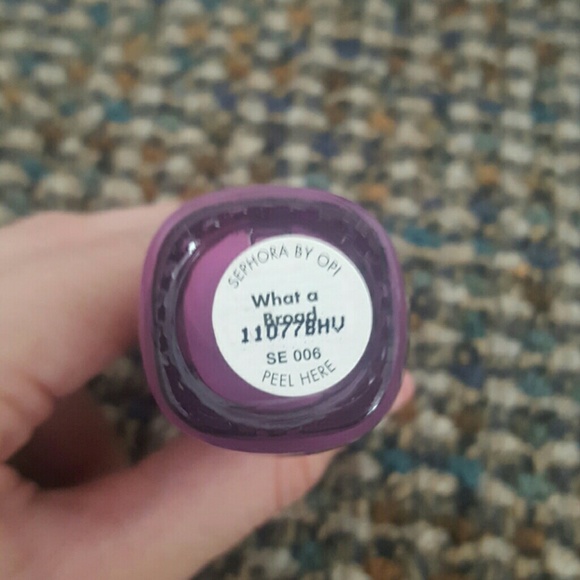 SEPHORA BY OPI
What a
Broad
11077BHV
SE 006
PEEL HERE